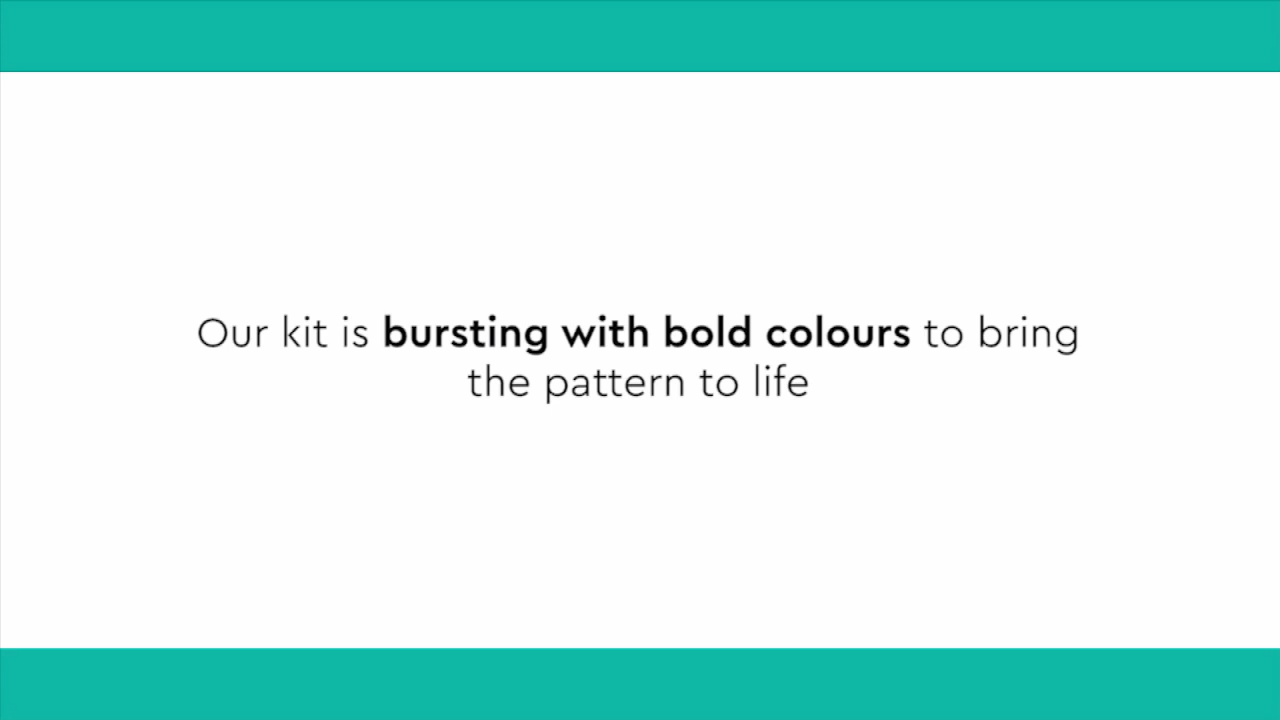 Our kit is bursting with bold colours to bring
the pattern to life